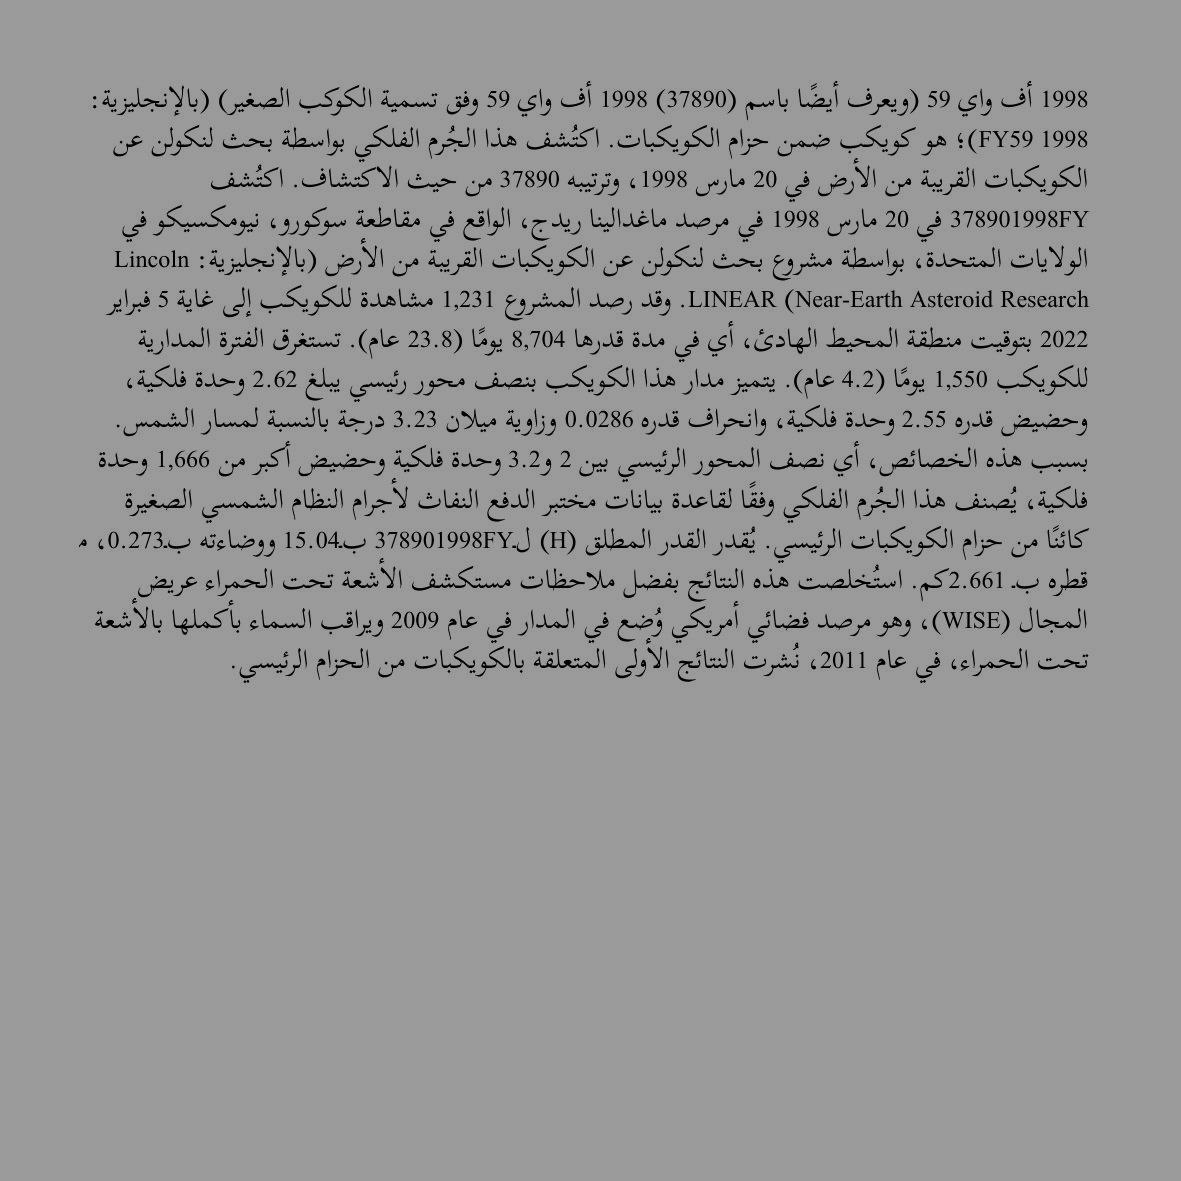 1998 أف واي 59 (ويعرف أيضًا باسم (37890) 1998 أف واي 59 وفق تسمية الكوكب الصغير) (بالإنجليزية:
1998 FY59)؛ هو كويكب ضمن حزام الكويكبات. اكتُشف هذا الجُرم الفلكي بواسطة بحث لنكولن عن
الكويكبات القريبة من الأرض في 20 مارس 1998، وترتيبه 37890 من حيث الاكتشاف. اكتُشف
378901998FY في 20 مارس 1998 في مرصد ماغدالينا ريدج، الواقع في مقاطعة سوكورو، نيومكسيكو في
الولايات المتحدة، بواسطة مشروع بحث لنكولن عن الكويكبات القريبة من الأرض (بالإنجليزية: Lincoln
Near-Earth Asteroid Research) LINEAR. وقد رصد المشروع 1,231 مشاهدة للكويكب إلى غاية 5 فبراير
2022 بتوقيت منطقة المحيط الهادئ، أي في مدة قدرها 8,704 يومًا (23.8 عام). تستغرق الفترة المدارية
للكويكب 1,550 يومًا (4.2 عام). يتميز مدار هذا الكويكب بنصف محور رئيسي يبلغ 2.62 وحدة فلكية،
وحضيض قدره 2.55 وحدة فلكية، وانحراف قدره 0.0286 وزاوية ميلان 3.23 درجة بالنسبة لمسار الشمس.
بسبب هذه الخصائص، أي نصف المحور الرئيسي بين 2 و3.2 وحدة فلكية وحضيض أكبر من 1,666 وحدة
فلكية، يُصنف هذا الجُرم الفلكي وفقًا لقاعدة بيانات مختبر الدفع النفاث لأجرام النظام الشمسي الصغيرة
كائنًا من حزام الكويكبات الرئيسي. يُقدر القدر المطلق (H) لـ378901998FY بـ15.04 ووضاءته بـ0.273، م
قطره بـ 2.661كم. استُخلصت هذه النتائج بفضل ملاحظات مستكشف الأشعة تحت الحمراء عريض
المجال (WISE)، وهو مرصد فضائي أمريكي وُضع في المدار في عام 2009 ويراقب السماء بأكملها بالأشعة
تحت الحمراء، في عام 2011، نُشرت النتائج الأولى المتعلقة بالكويكبات من الحزام الرئيسي.